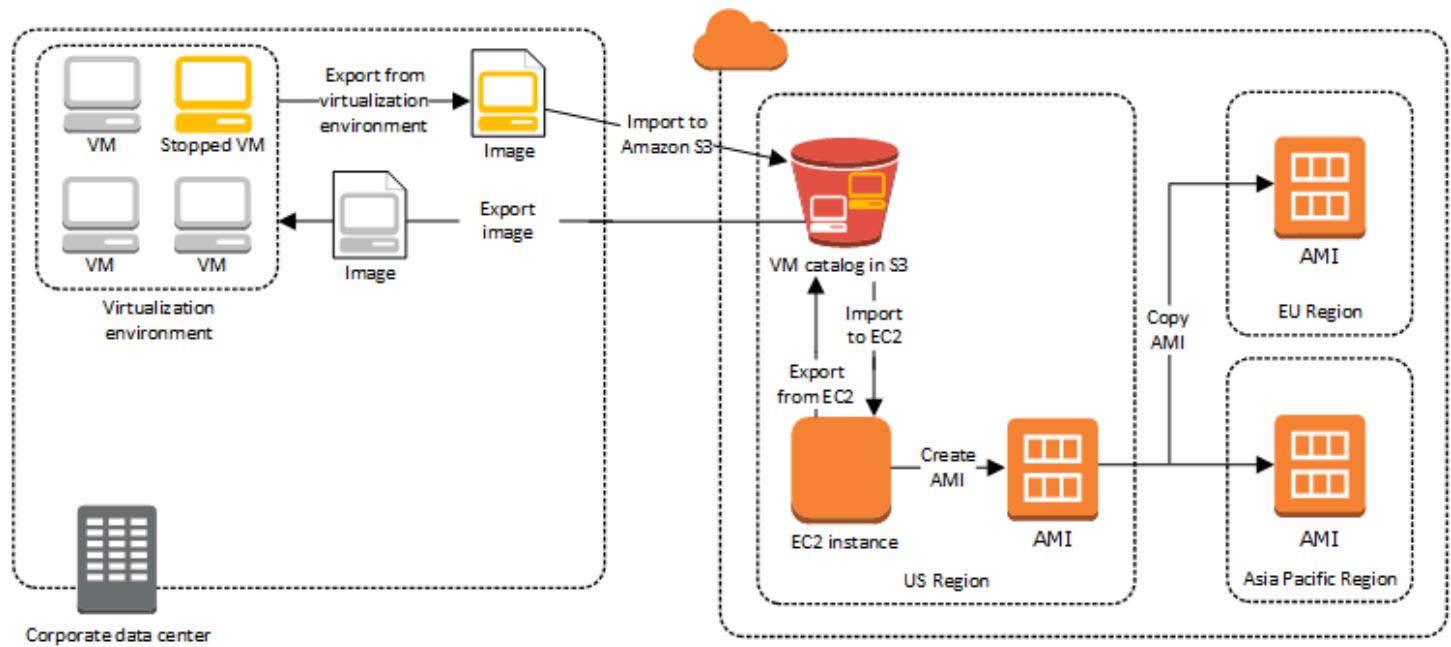 VM
Stopped VM
VM
VM
Virtualization
environment
Export from
virtualization
environment
Image
Export
image
Image
Corporate data center
Import to
Amazon S3
VM catalog in S3
Import
to EC2
Export
from EC2
EC2 instance
Create
AMI
AMI
US Region
Copy
AMI
AMI
EU Region
AMI
Asia Pacific Region